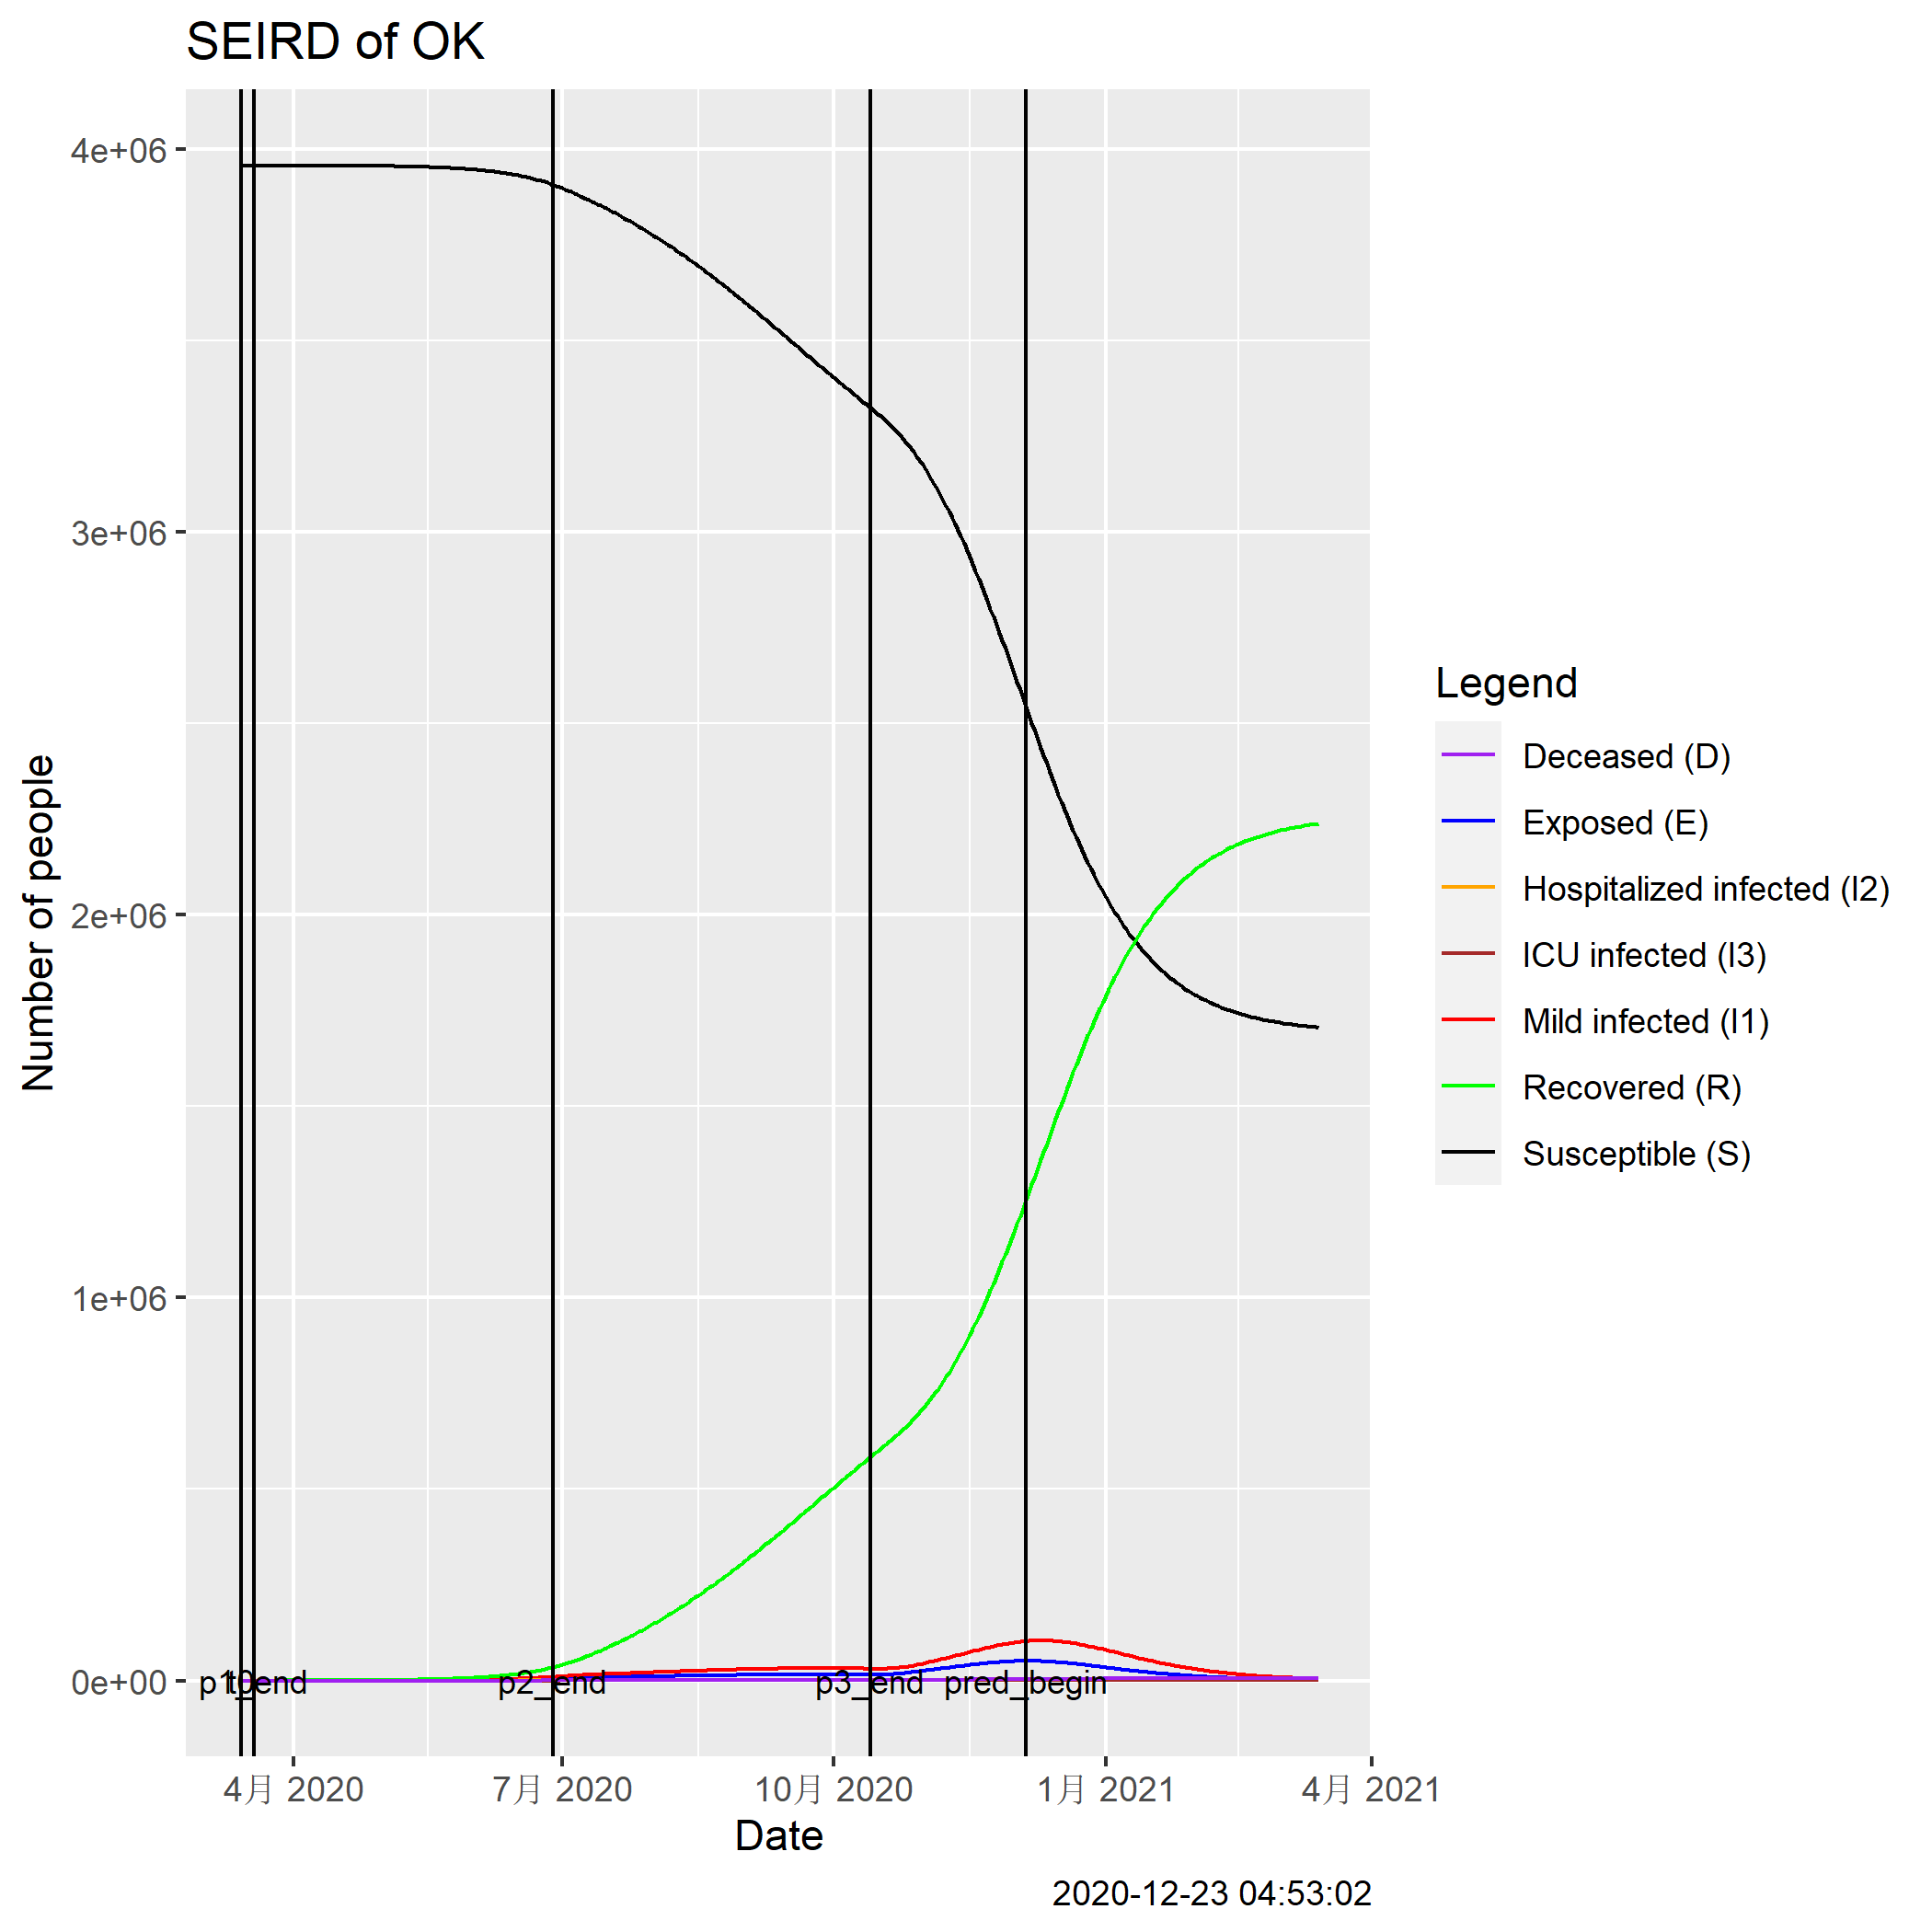 SEIRD of OK
Number of people
4e+06
3e+06
2e+06
1e+06
0e+00
p1_end
t0
p2_end
p3_end
pred_begin
4月 2020
7月 2020
10月 2020
1月 2021
4月 2021
Date
Legend
Deceased (D)
Exposed (E)
Hospitalized infected (I2)
ICU infected (I3)
Mild infected (I1)
Recovered (R)
Susceptible (S)
2020-12-23 04:53:02